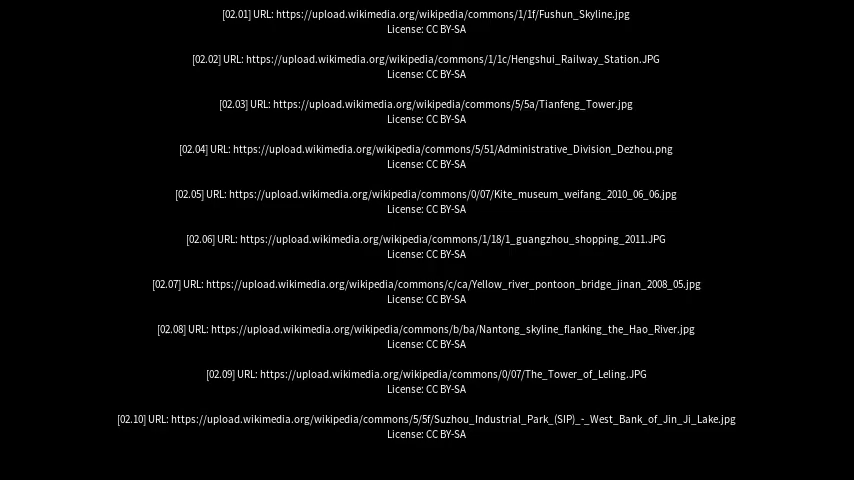 [02.01] URL: https://upload.wikimedia.org/wikipedia/commons/1/1f/Fushun_Skyline.jpg
License: CC BY-SA
[02.02] URL: https://upload.wikimedia.org/wikipedia/commons/1/1c/Hengshui_Railway_Station.JPG
License: CC BY-SA
[02.03] URL: https://upload.wikimedia.org/wikipedia/commons/5/5a/Tianfeng_Tower.jpg
License: CC BY-SA
[02.04] URL: https://upload.wikimedia.org/wikipedia/commons/5/51/Administrative_Division_Dezhou.png
License: CC BY-SA
[02.05] URL: https://upload.wikimedia.org/wikipedia/commons/0/07/Kite_museum_weifang_2010_06_06.jpg
License: CC BY-SA
[02.06] URL: https://upload.wikimedia.org/wikipedia/commons/1/18/1_guangzhou_shopping_2011.JPG
License: CC BY-SA
[02.07] URL: https://upload.wikimedia.org/wikipedia/commons/c/ca/Yellow_river_pontoon_bridge_jinan_2008_05.jpg
License: CC BY-SA
[02.08] URL: https://upload.wikimedia.org/wikipedia/commons/b/ba/Nantong_skyline_flanking_the_Hao_River.jpg
License: CC BY-SA
[02.09] URL: https://upload.wikimedia.org/wikipedia/commons/0/07/The_Tower_of_Leling.JPG
License: CC BY-SA
[02.10] URL: https://upload.wikimedia.org/wikipedia/commons/5/5f/Suzhou_Industrial_Park_(SIP)_-_West_Bank_of_Jin_Ji_Lake.jpg
License: CC BY-SA